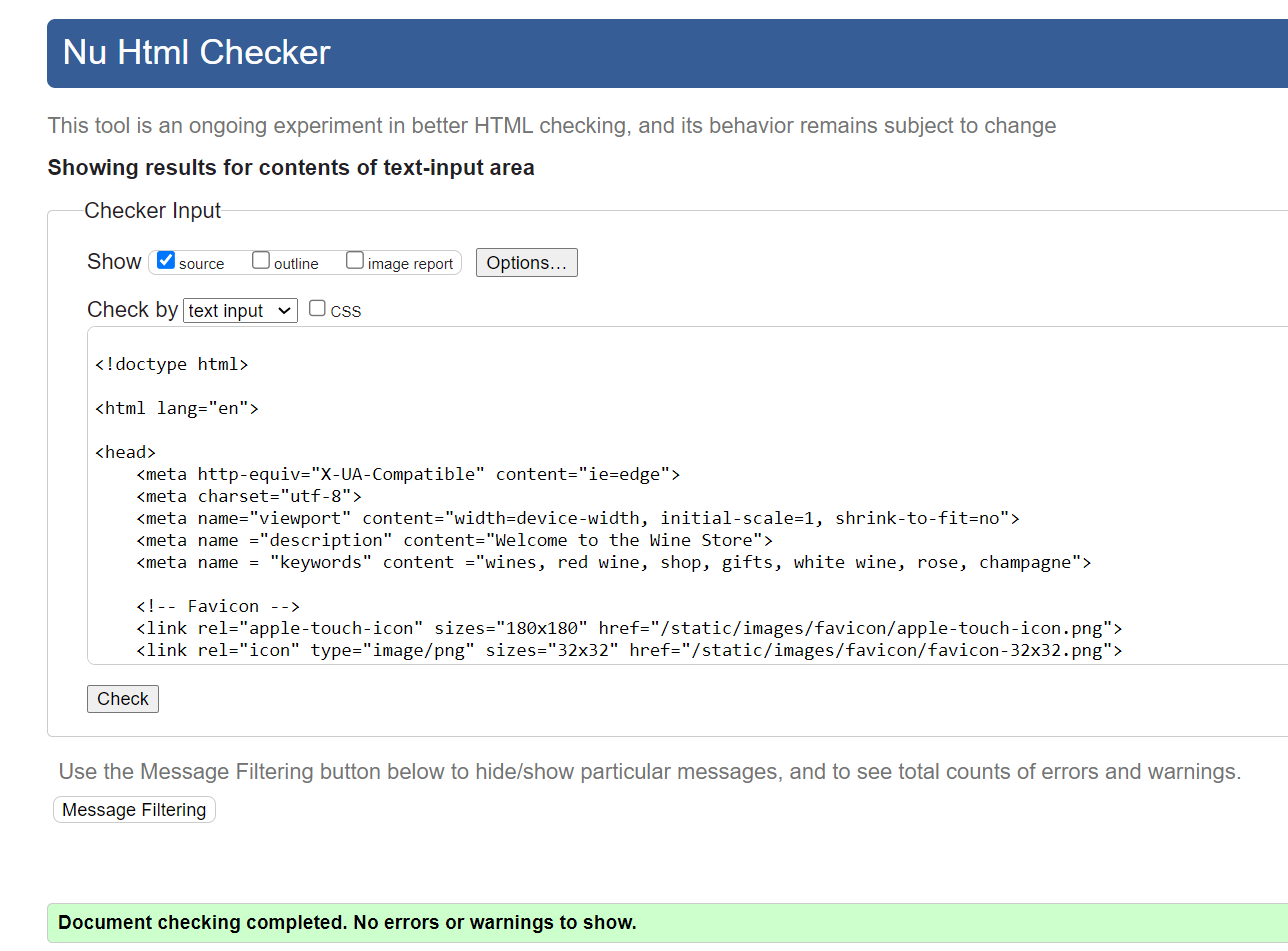 Nu Html Checker
This tool is an ongoing experiment in better HTML checking, and its behavior remains subject to change
Showing results for contents of text-input area
Checker Input
Show source outline image report Options...
Check by text input CSS
<!doctype html>
<html lang="en">
<head>
    <meta http-equiv="X-UA-Compatible" content="ie=edge">
    <meta charset="utf-8">
    <meta name="viewport" content="width=device-width, initial-scale=1, shrink-to-fit=no">
    <meta name ="description" content="Welcome to the Wine Store">
    <meta name = "keywords" content ="wines, red wine, shop, gifts, white wine, rose, champagne">
    <!-- Favicon -->
    <link rel="apple-touch-icon" sizes="180x180" href="/static/images/favicon/apple-touch-icon.png">
    <link rel="icon" type="image/png" sizes="32x32" href="/static/images/favicon/favicon-32x32.png">
Check
Use the Message Filtering button below to hide/show particular messages, and to see total counts of errors and warnings.
Message Filtering
Document checking completed. No errors or warnings to show.